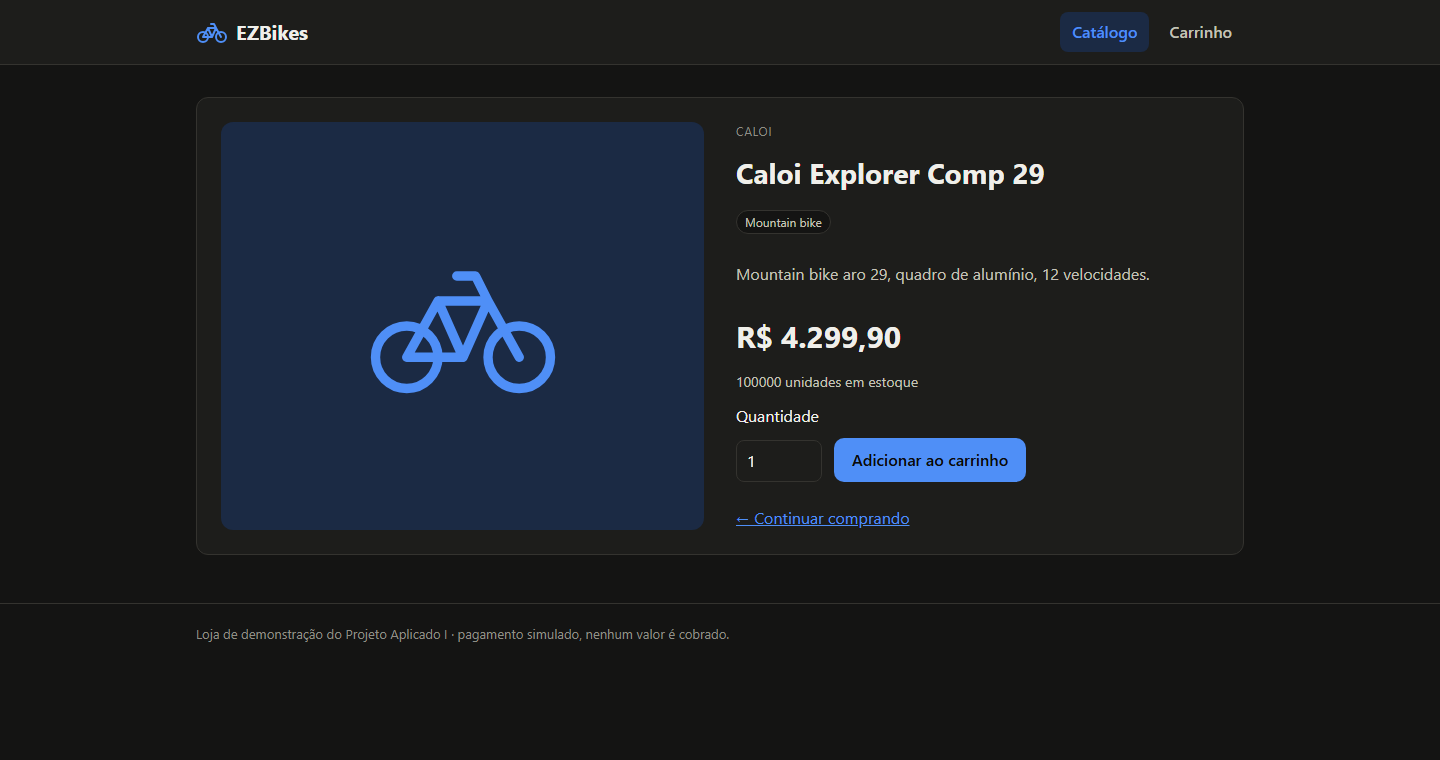 EZBikes
Catálogo
Carrinho
CALOI
Caloi Explorer Comp 29
Mountain bike
Mountain bike aro 29, quadro de alumínio, 12 velocidades.
R$ 4.299,90
100000 unidades em estoque
Quantidade
1
Adicionar ao carrinho
← Continuar comprando
Loja de demonstração do Projeto Aplicado I · pagamento simulado, nenhum valor é cobrado.